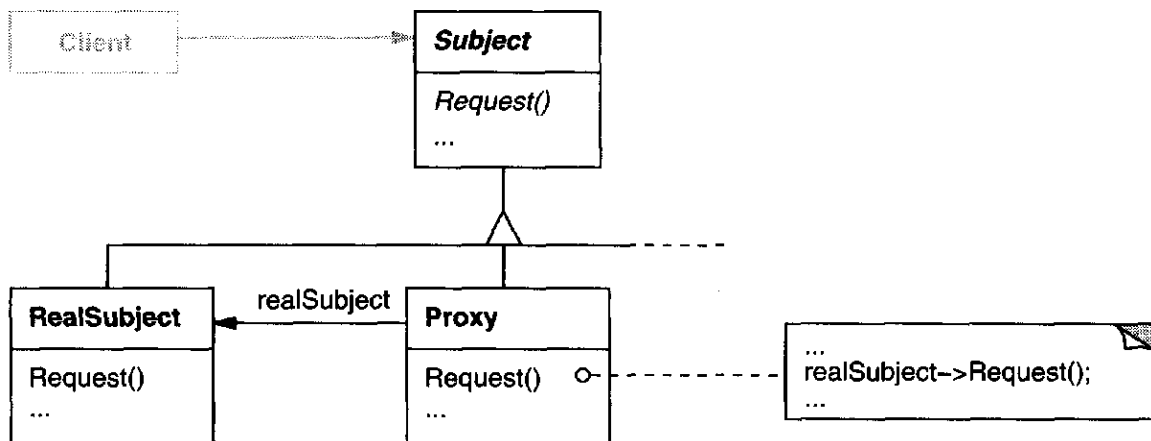 Client
Subject
Request()
...
realSubject
RealSubject
Proxy
Request()
...
Request()
...
...
realSubject->Request();
...